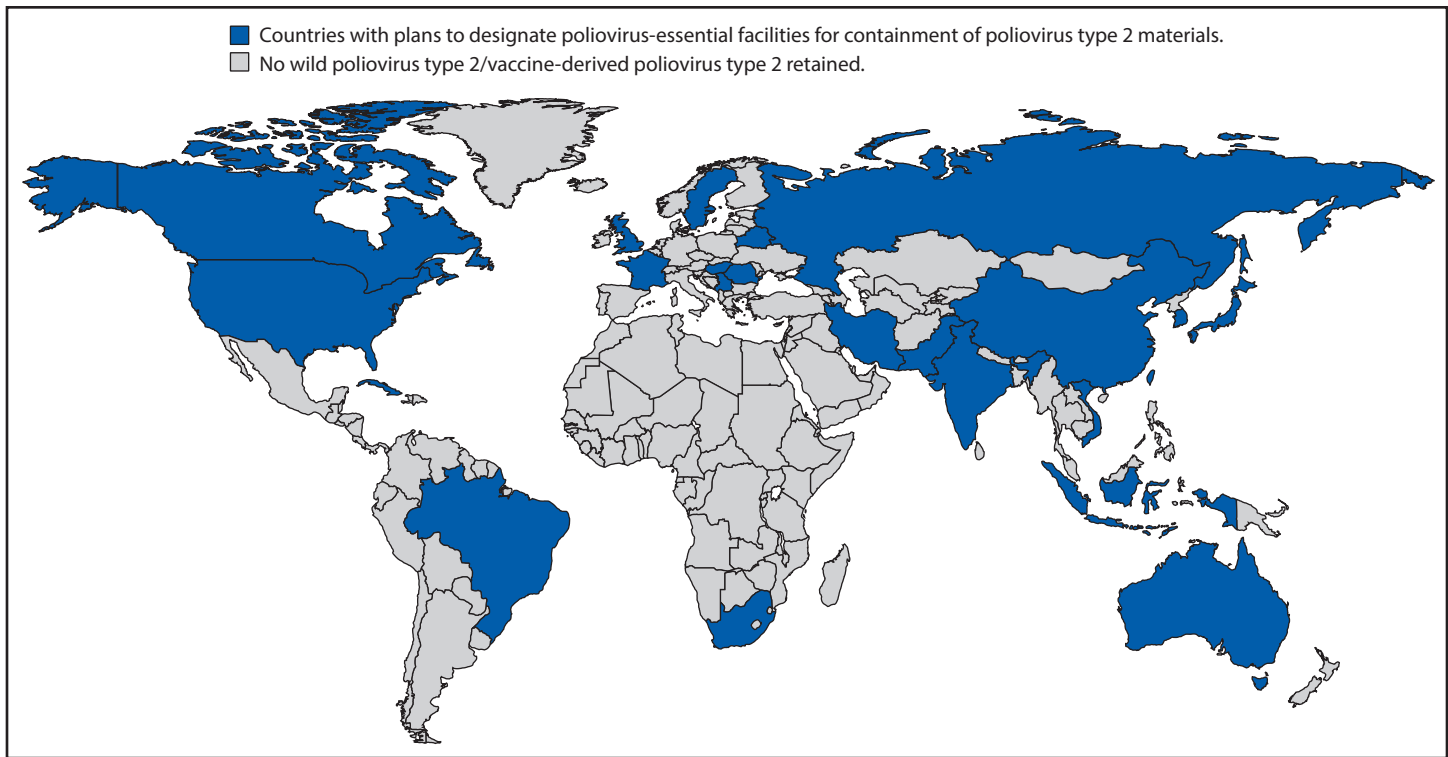 Countries with plans to designate poliovirus-essential facilities for containment of poliovirus type 2 materials.
No wild poliovirus type 2/vaccine-derived poliovirus type 2 retained.